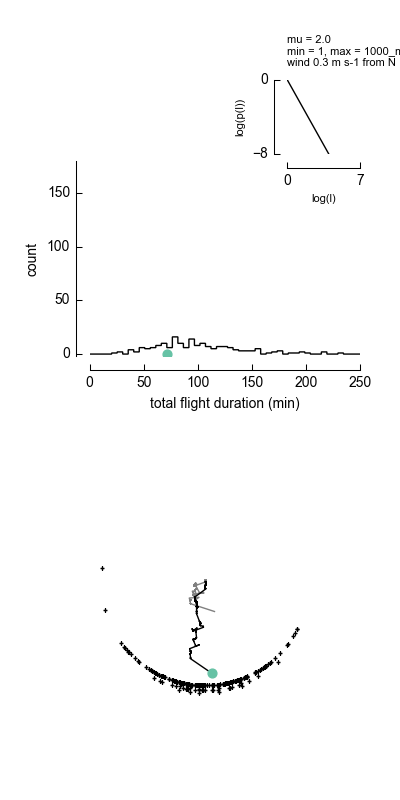 mu = 2.0
min = 1, max = 1000_m
wind 0.3 m s-1 from N
0
log(p(l))
−8
0
7
log(l)
150
100
50
0
count
0
50
100
150
200
250
total flight duration (min)